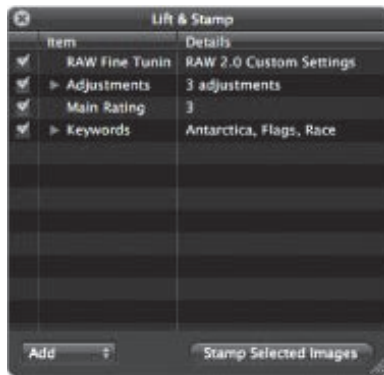 Lift & Stamp
Item Details
RAW Fine Tunin RAW 2.0 Custom Settings
Adjustments 3 adjustments
Main Rating 3
Keywords Antarctica, Flags, Race
Add Stamp Selected Images